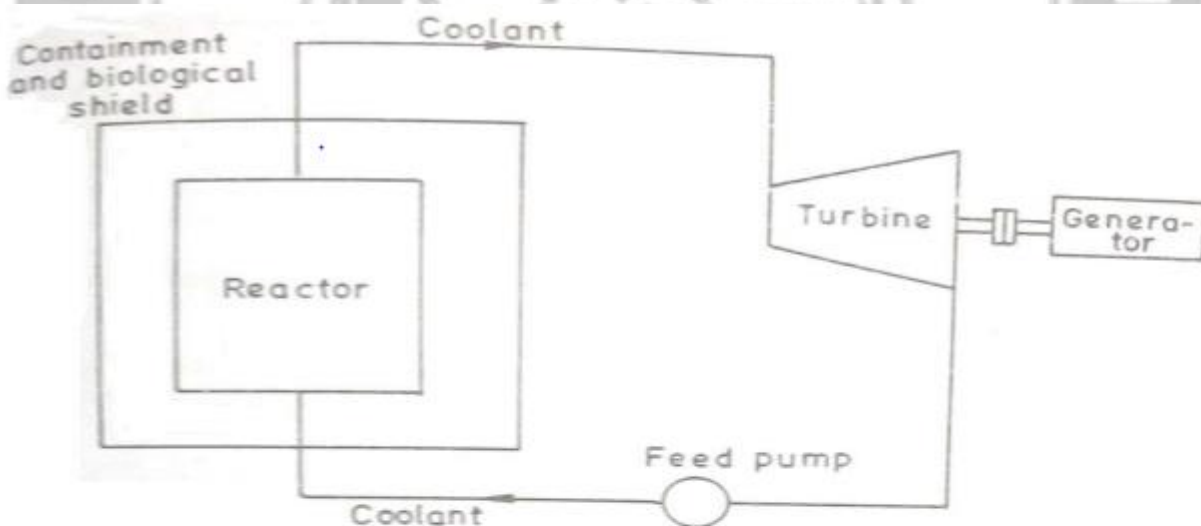 Coolant
Containment
and biological
shield
Turbine
Genera-
tor
Reactor
Feed pump
Coolant